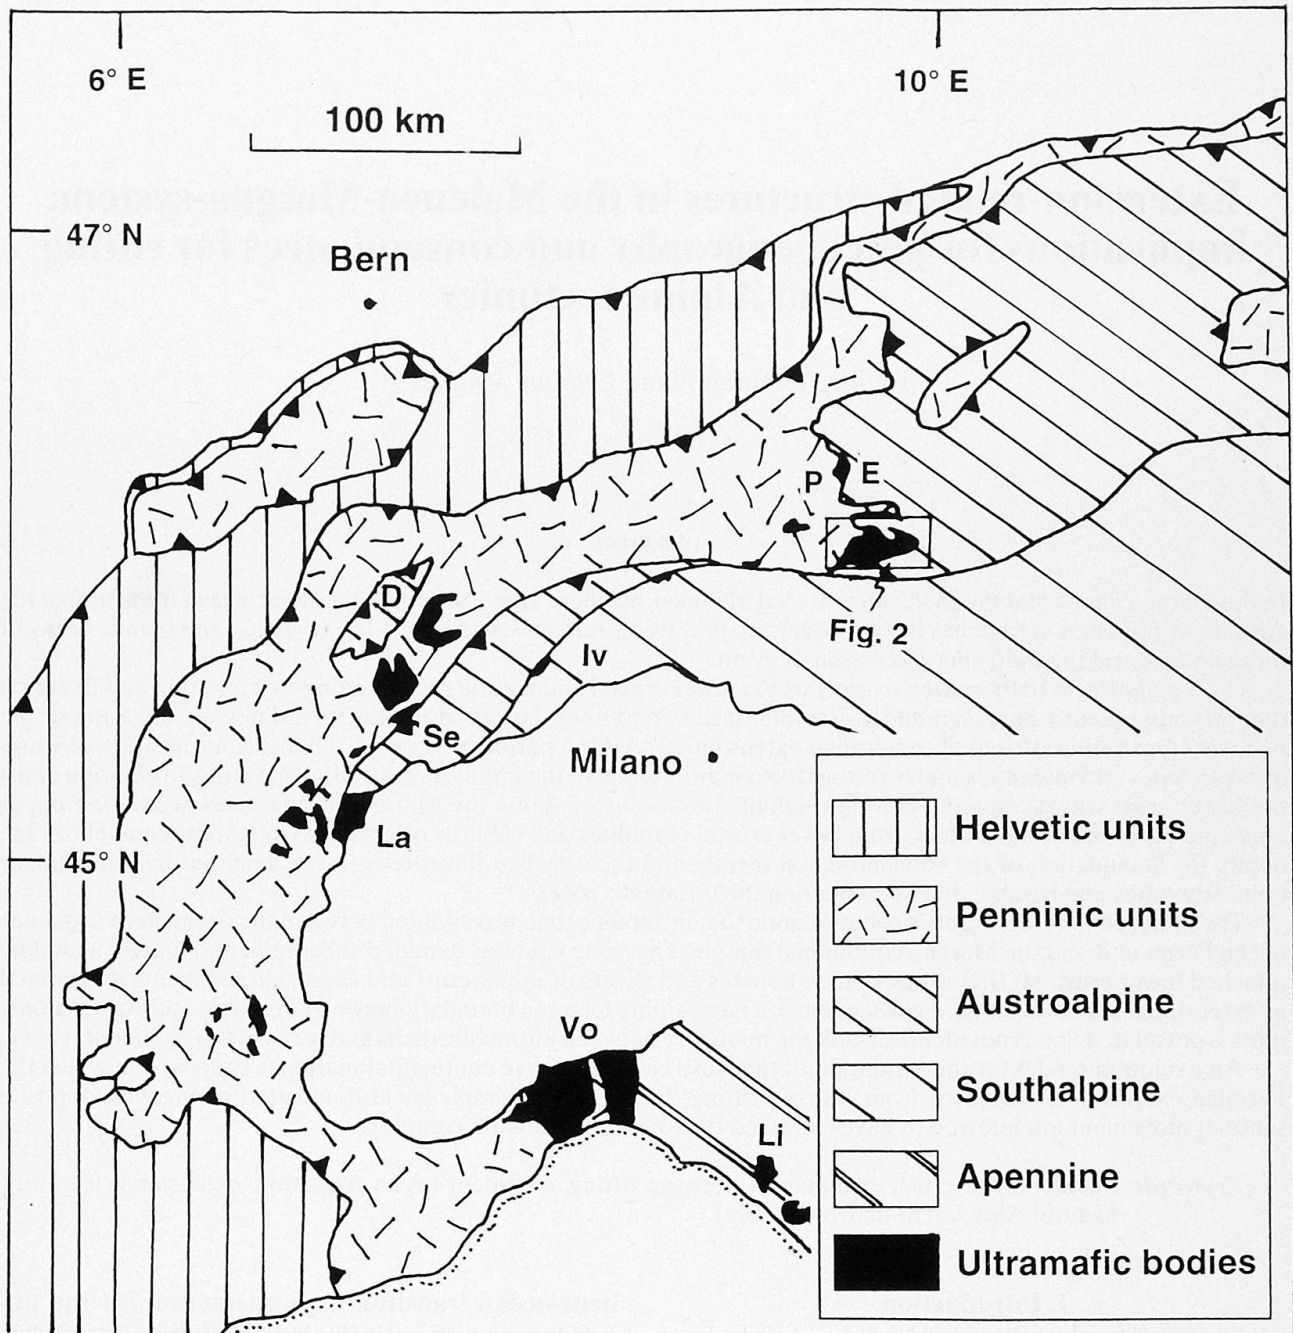 6° E
10° E
100 km
47° N
Bern
P
E
D
Fig. 2
Iv
Se
Milano
La
45° N
Vo
Li
Helvetic units
Penninic units
Austroalpine
Southalpine
Apennine
Ultramafic bodies